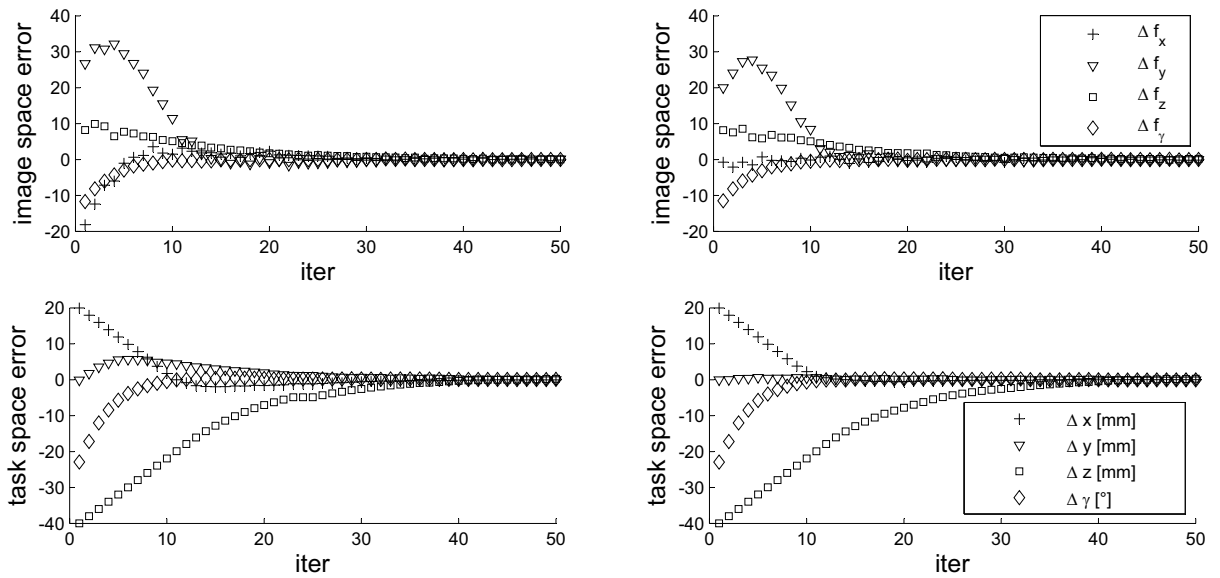 image space error
40
30
20
10
0
-10
-20
0 10 20 30 40 50
iter
image space error
40
30
20
10
0
-10
-20
0 10 20 30 40 50
iter
Δ f_x
Δ f_y
Δ f_z
Δ f_γ
task space error
20
10
0
-10
-20
-30
-40
0 10 20 30 40 50
iter
task space error
20
10
0
-10
-20
-30
-40
0 10 20 30 40 50
iter
Δ x [mm]
Δ y [mm]
Δ z [mm]
Δ γ [°]